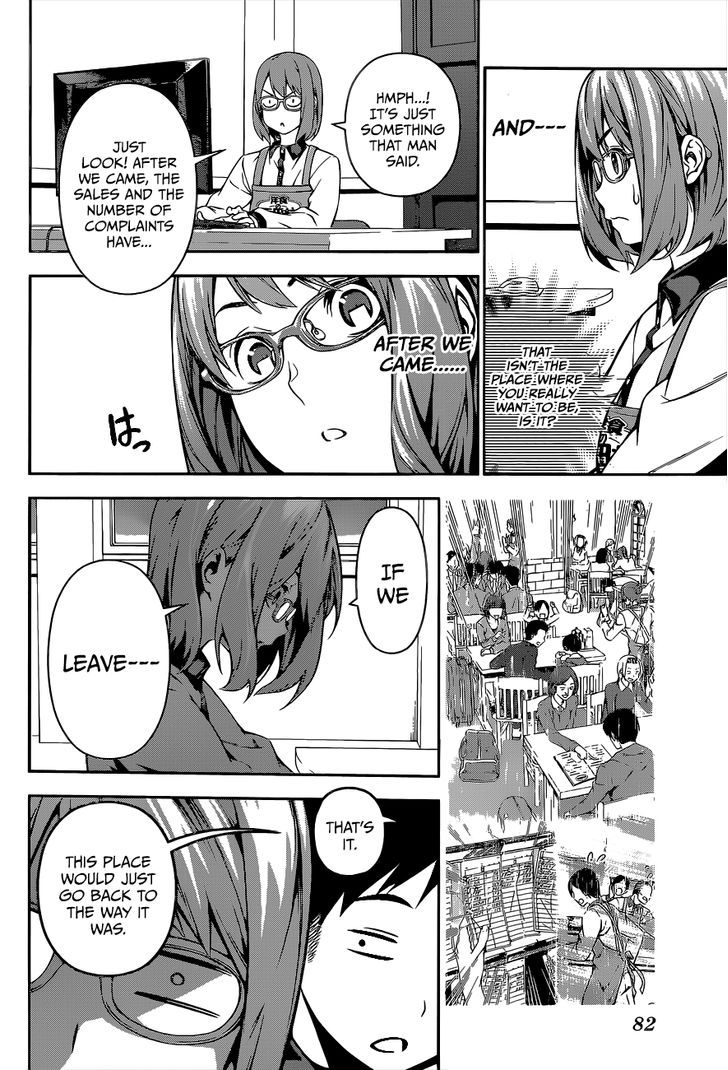 AND---
THAT
ISN'T THE
PLACE WHERE
YOU REALLY
WANT TO BE,
IS IT?
HMPH...!
IT'S JUST
SOMETHING
THAT MAN
SAID.
JUST
LOOK! AFTER
WE CAME, THE
SALES AND THE
NUMBER OF
COMPLAINTS
HAVE...
AFTER WE
CAME......
はっ
IF
WE
LEAVE---
THAT'S
IT.
THIS PLACE
WOULD JUST
GO BACK TO
THE WAY IT
WAS.
82